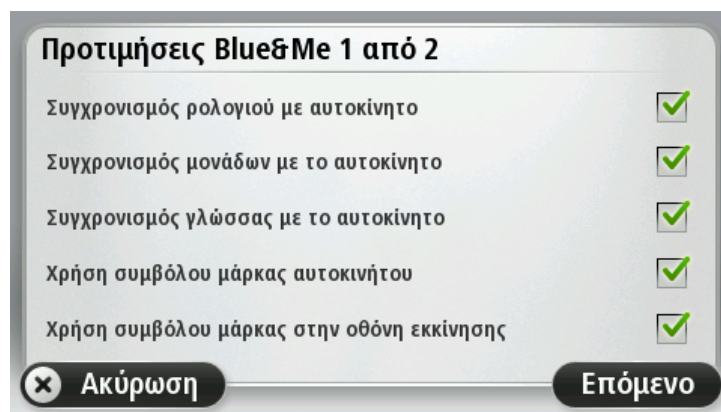 Προτιμήσεις Blue&Me 1 από 2
Συγχρονισμός ρολογιού με αυτοκίνητο
Συγχρονισμός μονάδων με το αυτοκίνητο
Συγχρονισμός γλώσσας με το αυτοκίνητο
Χρήση συμβόλου μάρκας αυτοκινήτου
Χρήση συμβόλου μάρκας στην οθόνη εκκίνησης
Ακύρωση
Επόμενο